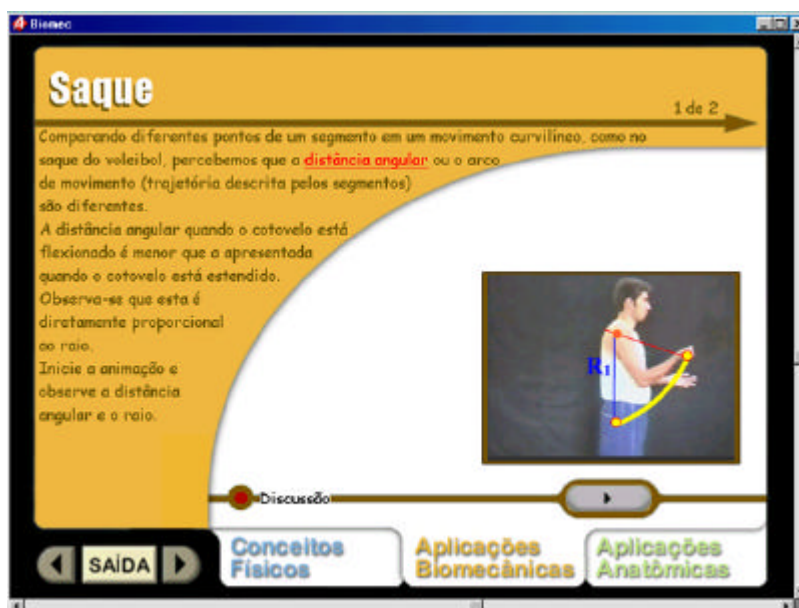 Biomec
Saque
1 de 2
Comparando diferentes pontos de um segmento em um movimento curvilíneo, como no
saque do voleibol, percebemos que a distância angular ou o arco
de movimento (trajetória descrita pelos segmentos)
são diferentes.
A distância angular quando o cotovelo está
flexionado é menor que a apresentada
quando o cotovelo está estendido.
Observa-se que esta é
diretamente proporcional
ao raio.
Inicie a animação e
observe a distância
angular e o raio.
R1
Discussão
SAÍDA
Conceitos
Físicos
Aplicações
Biomecânicas
Aplicações
Anatômicas